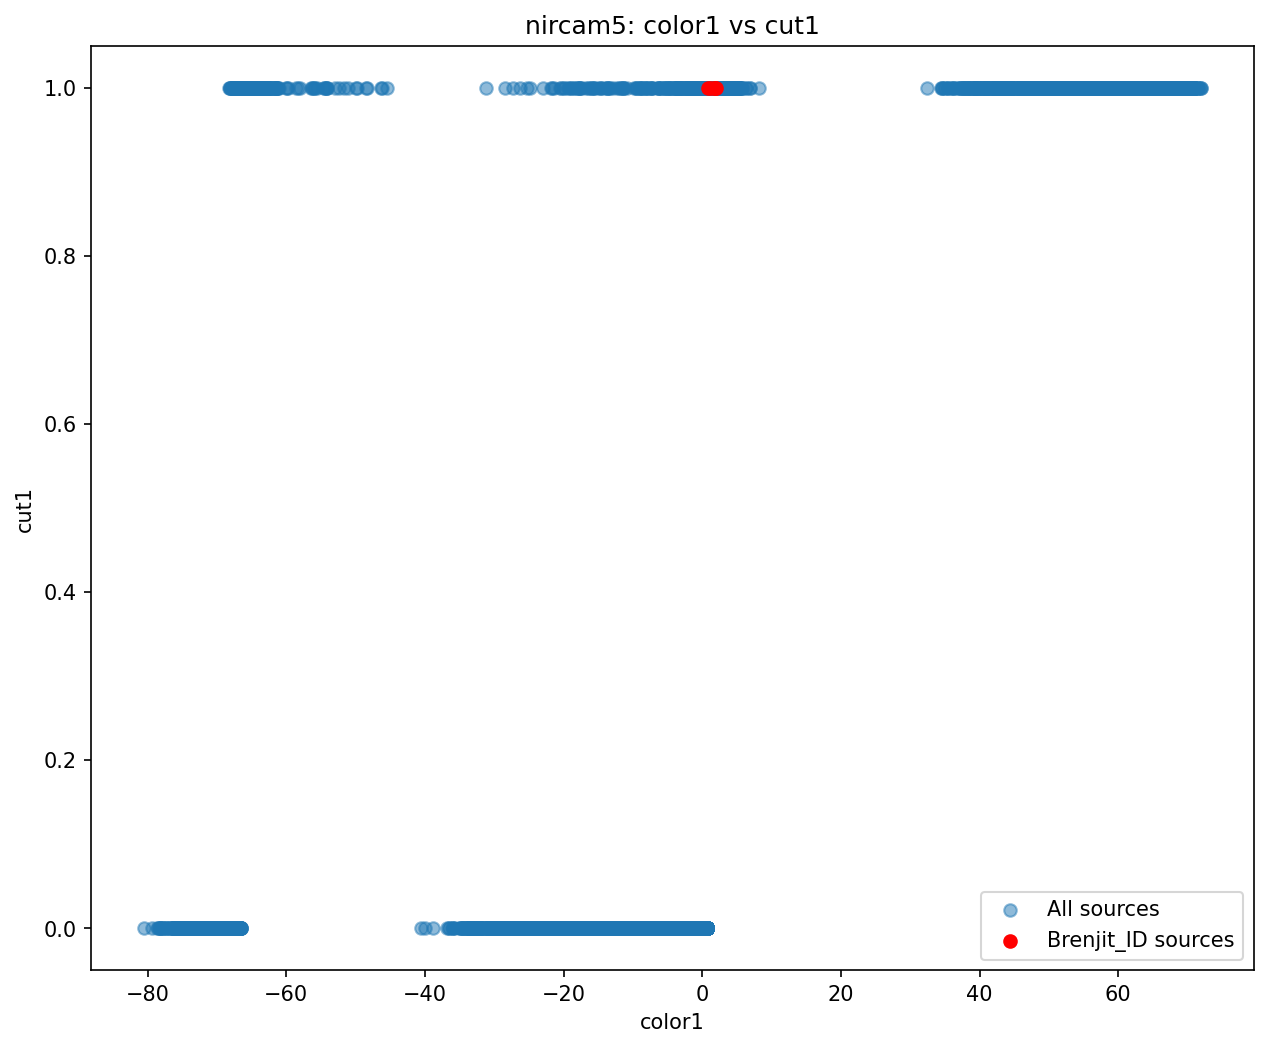 nircam5: color1 vs cut1
cut1
1.0
0.8
0.6
0.4
0.2
0.0
−80 −60 −40 −20 0 20 40 60
color1
All sources
Brenjit_ID sources